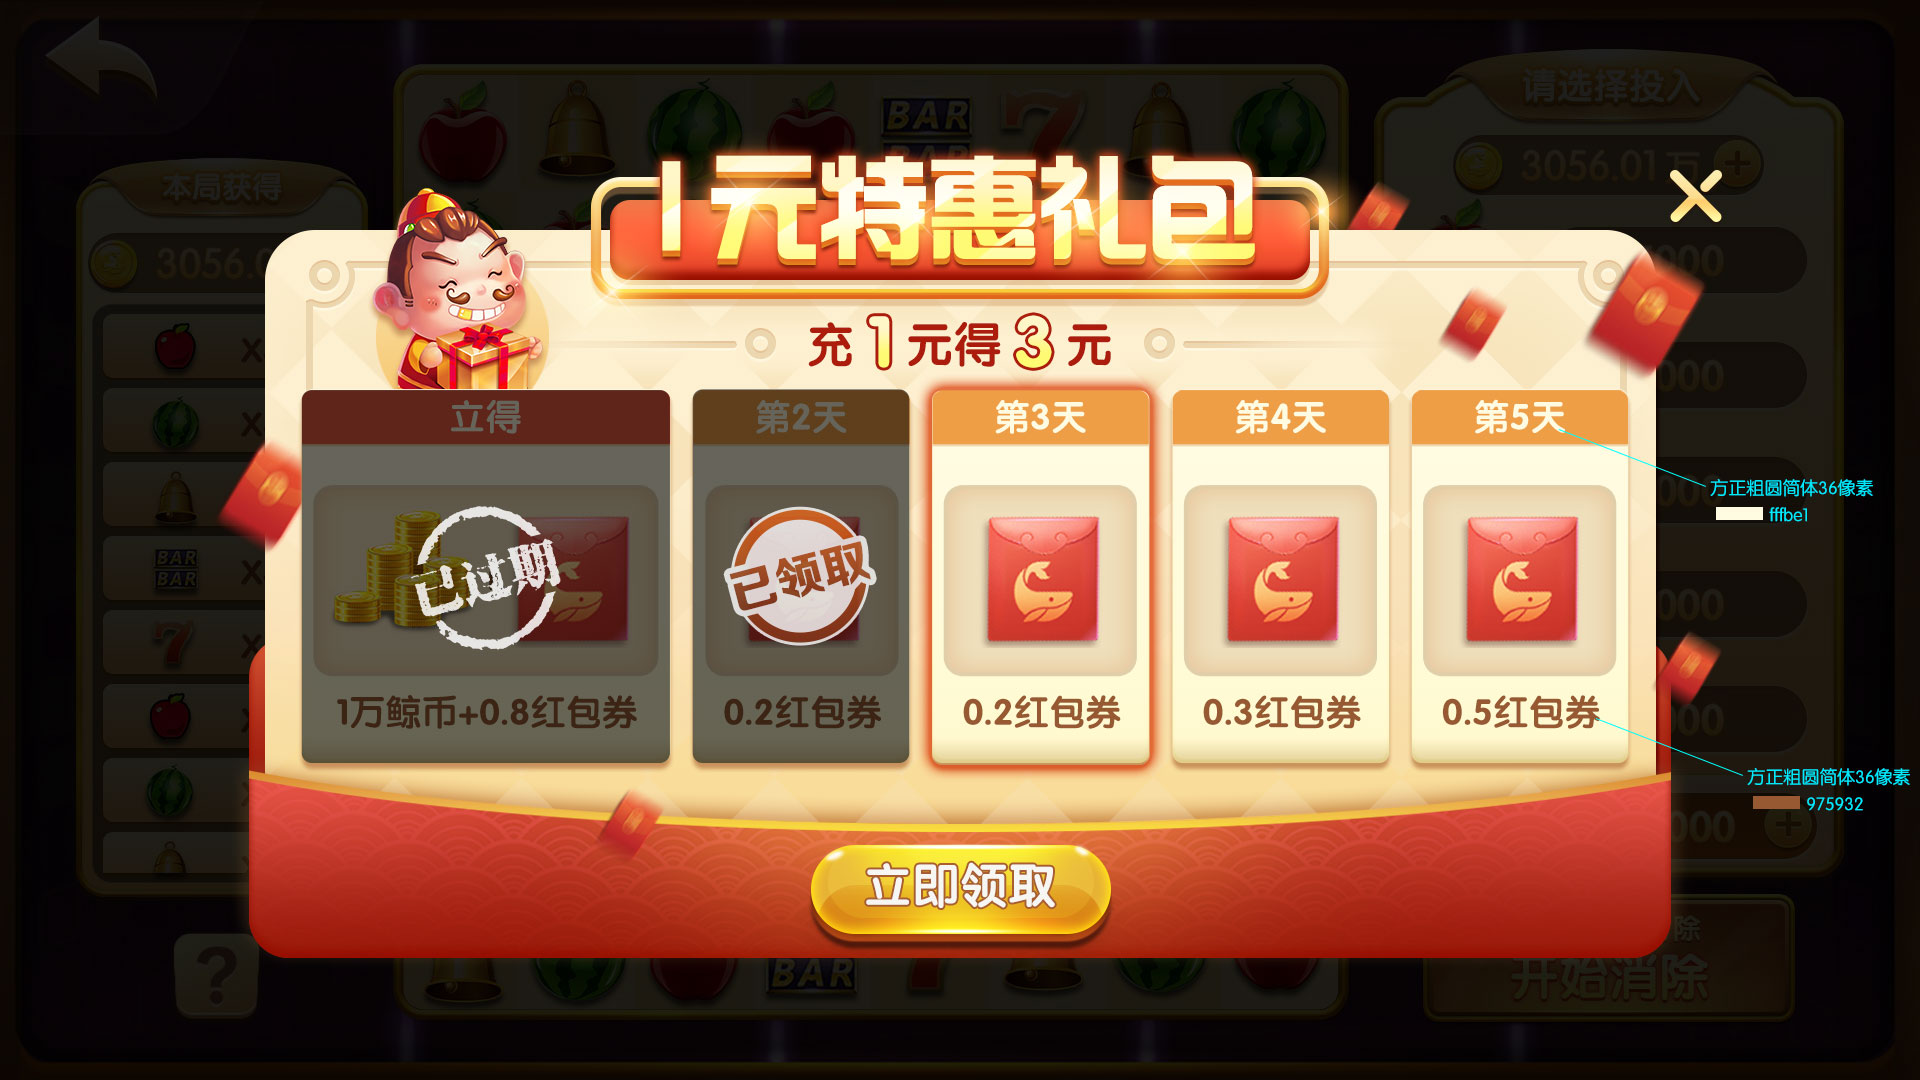 请选择投入
BAR
7
3056.01万
本局获得
1元特惠礼包
3056.0
充1元得3元
立得
第2天
第3天
第4天
第5天
方正粗圆简体36像素
fffbe1
已过期
已领取
BAR
BAR
7
1万鲸币+0.8红包券
0.2红包券
0.2红包券
0.3红包券
0.5红包券
方正粗圆简体36像素
975932
立即领取
?
BAR
除
开始消除